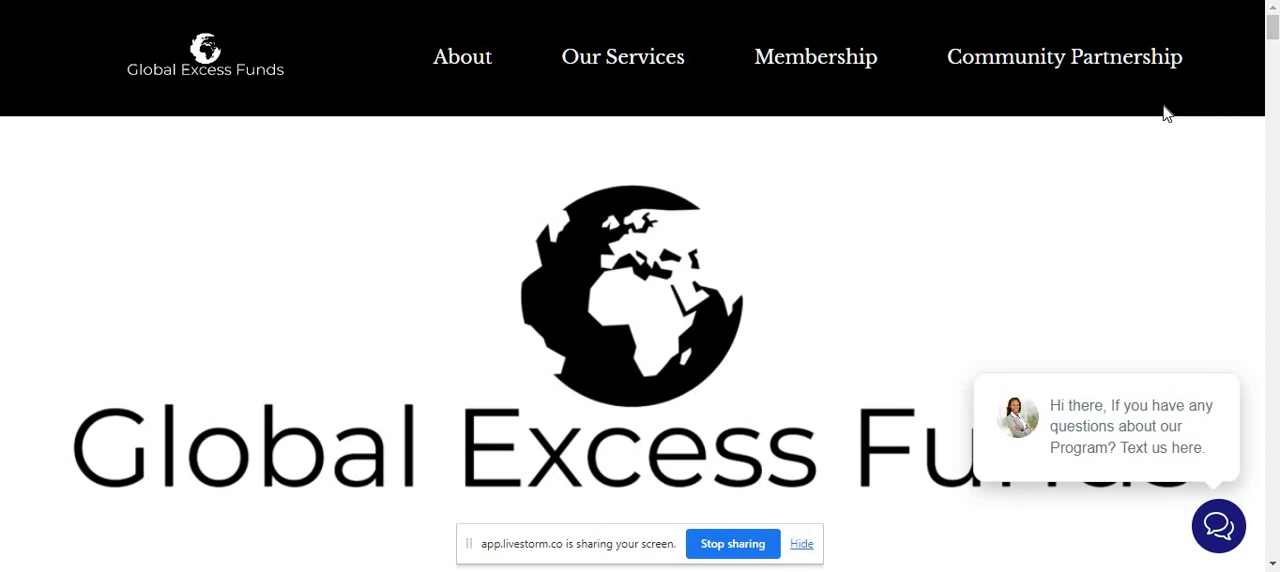 Global Excess Funds
About
Our Services
Membership
Community Partnership
Global Excess Fu
Hi there, If you have any
questions about our
Program? Text us here.
app.livestorm.co is sharing your screen.
Stop sharing
Hide